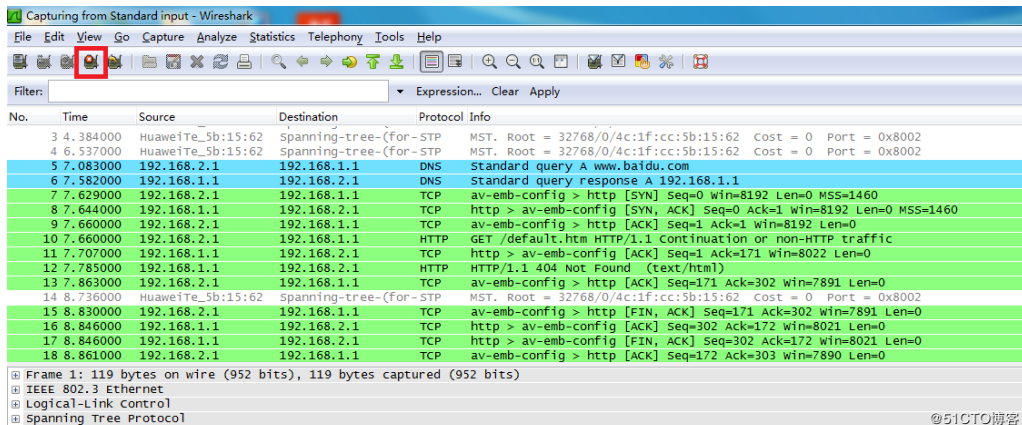 Capturing from Standard input - Wireshark
File Edit View Go Capture Analyze Statistics Telephony Tools Help
Filter: Expression... Clear Apply
No. Time Source Destination Protocol Info
3 4.384000 HuaweiTe_5b:15:62 Spanning-tree-(for- STP MST. Root = 32768/0/4c:1f:cc:5b:15:62 Cost = 0 Port = 0x8002
4 6.537000 HuaweiTe_5b:15:62 Spanning-tree-(for- STP MST. Root = 32768/0/4c:1f:cc:5b:15:62 Cost = 0 Port = 0x8002
5 7.083000 192.168.2.1 192.168.1.1 DNS Standard query A www.baidu.com
6 7.582000 192.168.1.1 192.168.2.1 DNS Standard query response A 192.168.1.1
7 7.629000 192.168.2.1 192.168.1.1 TCP av-emb-config > http [SYN] Seq=0 Win=8192 Len=0 MSS=1460
8 7.644000 192.168.1.1 192.168.2.1 TCP http > av-emb-config [SYN, ACK] Seq=0 Ack=1 Win=8192 Len=0 MSS=1460
9 7.660000 192.168.2.1 192.168.1.1 TCP av-emb-config > http [ACK] Seq=1 Ack=1 Win=8192 Len=0
10 7.660000 192.168.2.1 192.168.1.1 HTTP GET /default.htm HTTP/1.1 Continuation or non-HTTP traffic
11 7.707000 192.168.1.1 192.168.2.1 TCP http > av-emb-config [ACK] Seq=1 Ack=171 Win=8022 Len=0
12 7.785000 192.168.1.1 192.168.2.1 HTTP HTTP/1.1 404 Not Found (text/html)
13 7.863000 192.168.2.1 192.168.1.1 TCP av-emb-config > http [ACK] Seq=171 Ack=302 Win=7891 Len=0
14 8.736000 HuaweiTe_5b:15:62 Spanning-tree-(for- STP MST. Root = 32768/0/4c:1f:cc:5b:15:62 Cost = 0 Port = 0x8002
15 8.830000 192.168.2.1 192.168.1.1 TCP av-emb-config > http [FIN, ACK] Seq=171 Ack=302 Win=7891 Len=0
16 8.846000 192.168.1.1 192.168.2.1 TCP http > av-emb-config [ACK] Seq=302 Ack=172 Win=8021 Len=0
17 8.846000 192.168.1.1 192.168.2.1 TCP http > av-emb-config [FIN, ACK] Seq=302 Ack=172 Win=8021 Len=0
18 8.861000 192.168.2.1 192.168.1.1 TCP av-emb-config > http [ACK] Seq=172 Ack=303 Win=7890 Len=0
Frame 1: 119 bytes on wire (952 bits), 119 bytes captured (952 bits)
IEEE 802.3 Ethernet
Logical-Link Control
Spanning Tree Protocol
@51CTO博客